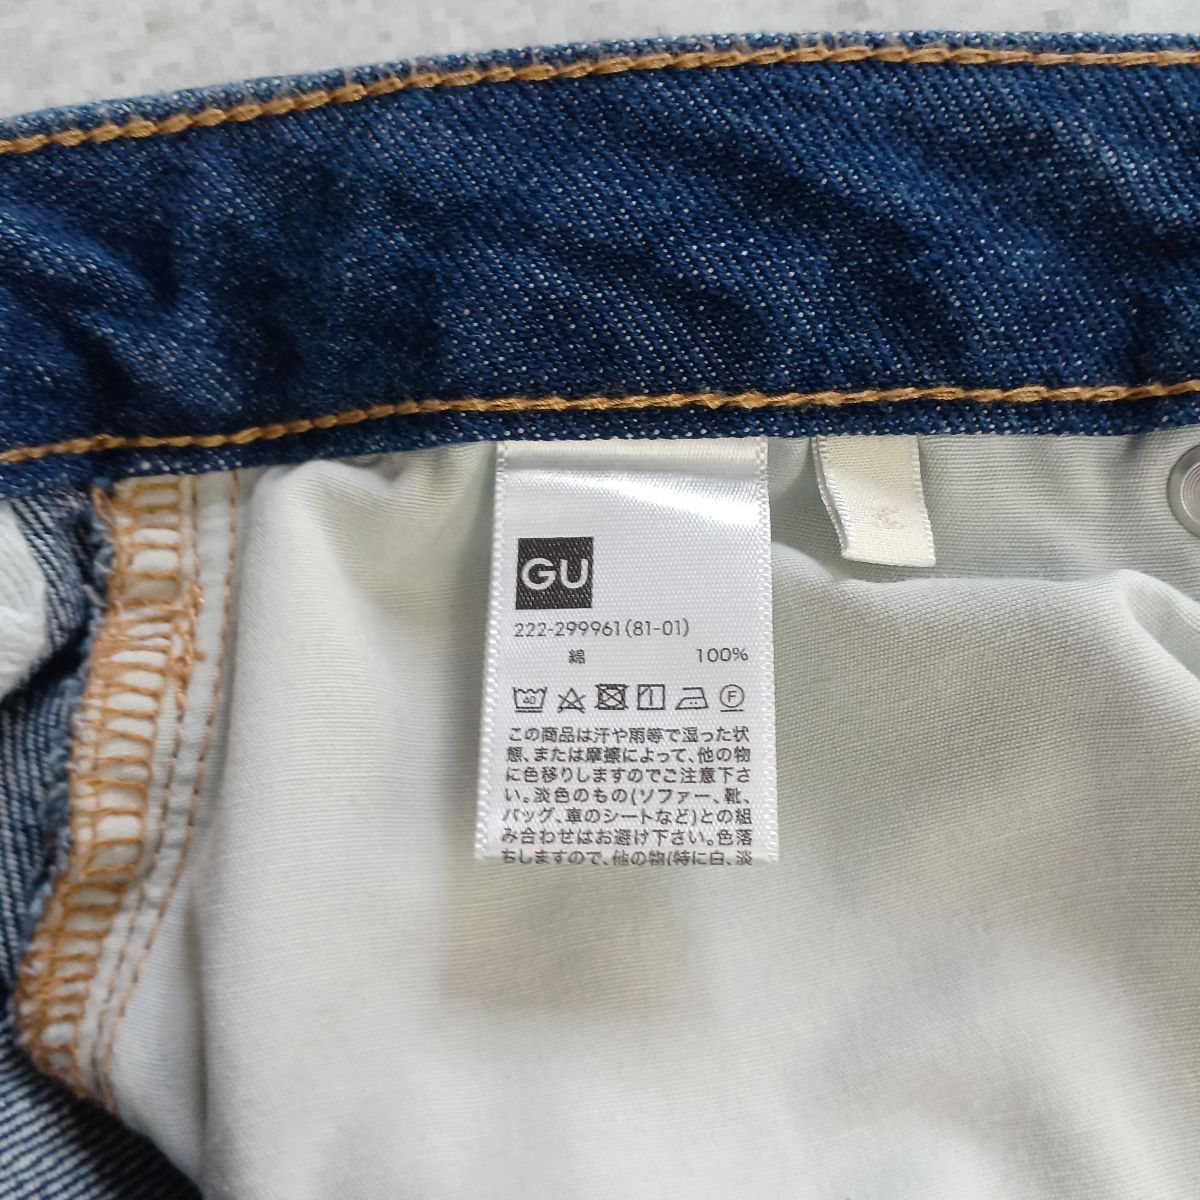 GU
222-299961(81-01)
綿 100%
40 F
この商品は汗や雨等で湿った状
態、または摩擦によって、他の物
に色移りしますのでご注意下さ
い。淡色のもの(ソファー、靴、
バッグ、車のシートなど)との組
み合わせはお避け下さい。色落
ちしますので、他の物(特に白、淡